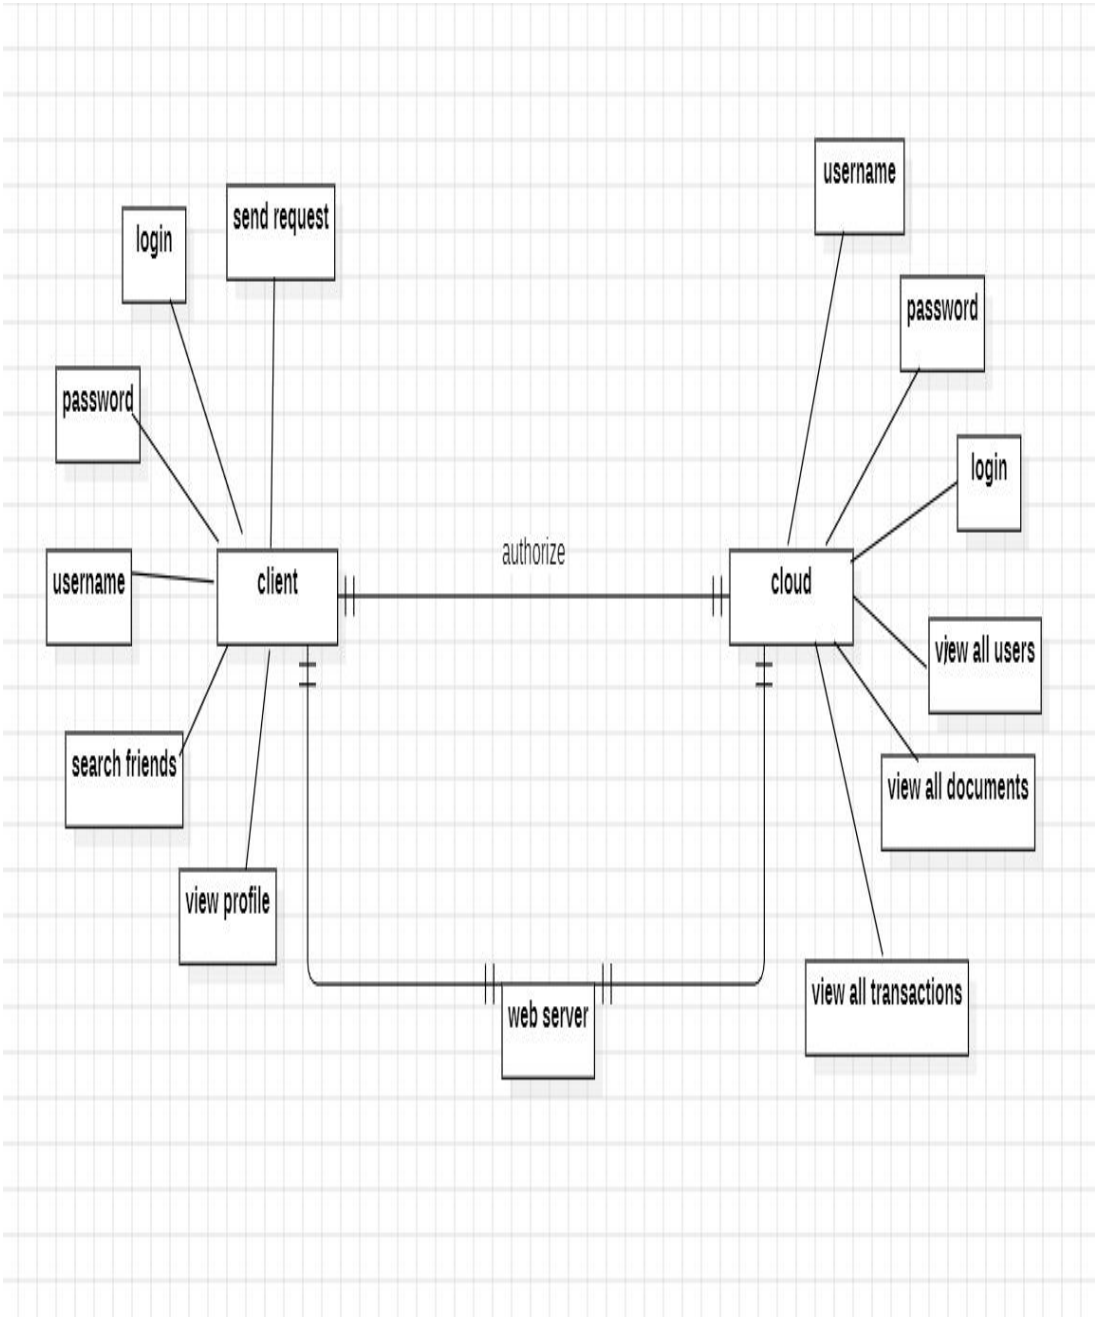 username
send request
login
password
password
login
authorize
username
client
cloud
view all users
search friends
view all documents
view profile
view all transactions
web server